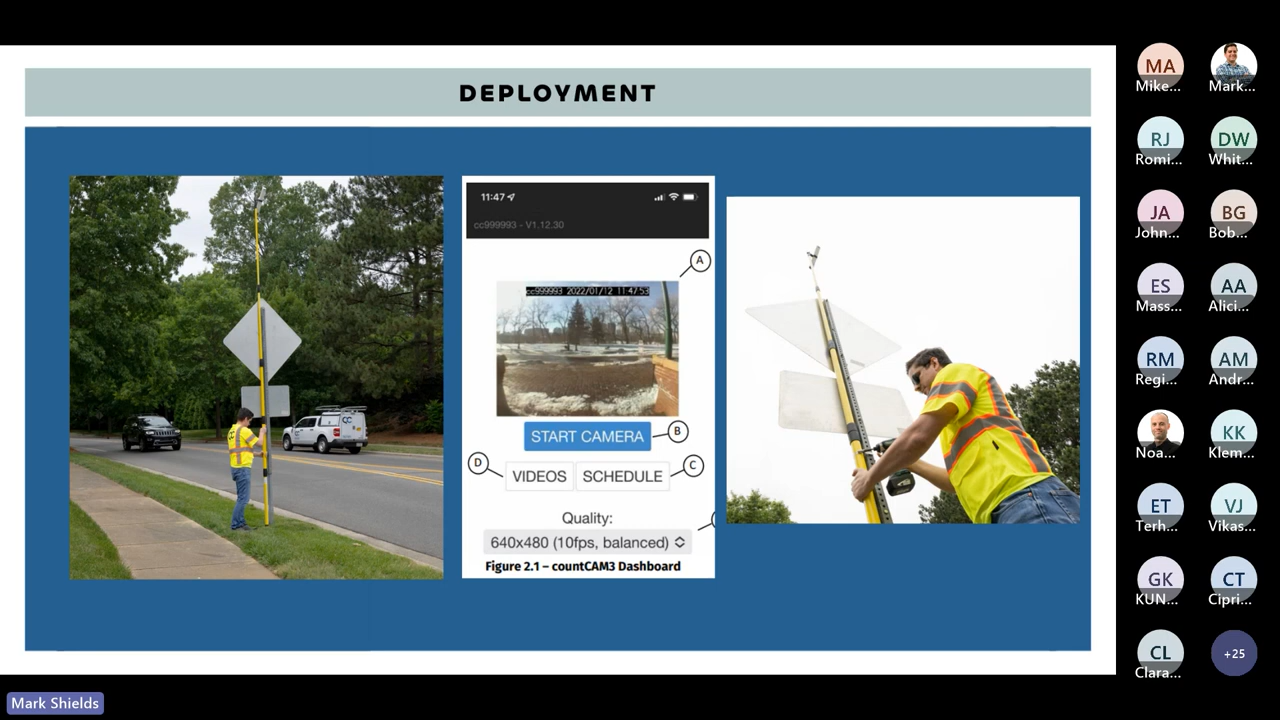 DEPLOYMENT
11:47
cc999993 - V1.12.30
A
cc999993 2022/01/12 11:47:53
START CAMERA
B
D
VIDEOS
SCHEDULE
C
Quality:
640x480 (10fps, balanced)
Figure 2.1 – countCAM3 Dashboard
MA
Mike...
Mark...
RJ
Romi...
DW
Whit...
JA
John...
BG
Bob...
ES
Mass...
AA
Alici...
RM
Regi...
AM
Andr...
Noa...
KK
Klem...
ET
Terh...
VJ
Vikas...
GK
KUN...
CT
Cipri...
CL
Clara...
+25
Mark Shields